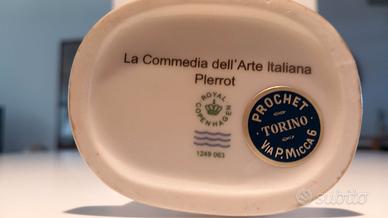 La Commedia dell'Arte Italiana
Pierrot
ROYAL
COPENHAGEN
1249 063
PROCHET
TORINO
VIA P. MICCA 6
subito